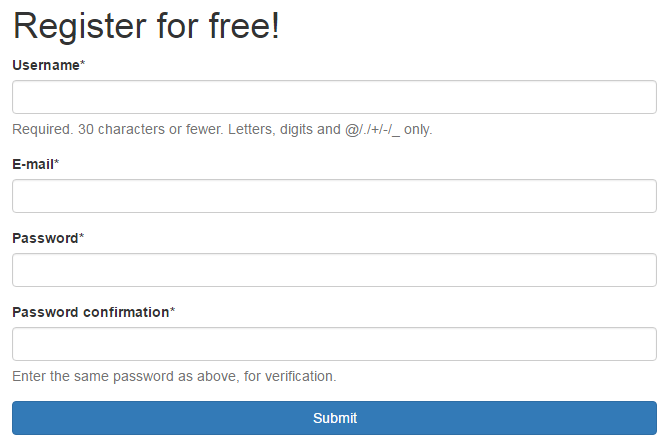 Register for free!
Username*
Required. 30 characters or fewer. Letters, digits and @/./+/-/_ only.
E-mail*
Password*
Password confirmation*
Enter the same password as above, for verification.
Submit